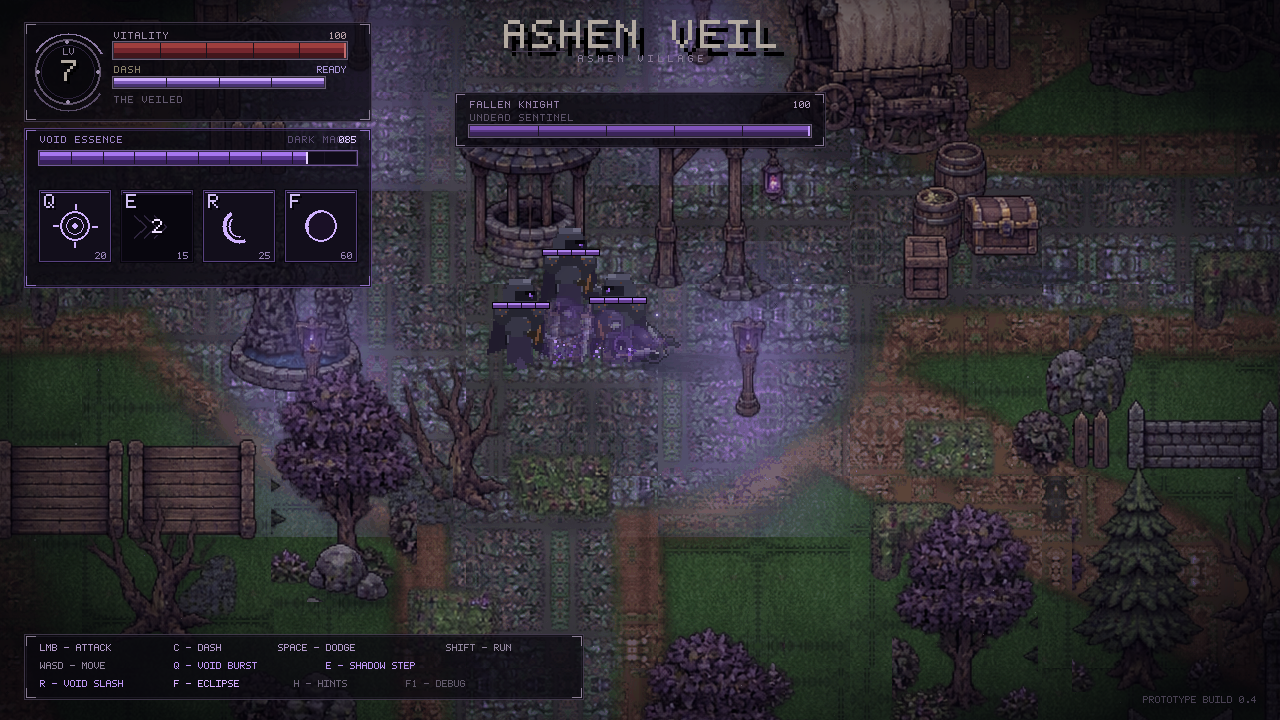 ASHEN VEIL
ASHEN VILLAGE
LV
7
VITALITY 100
DASH READY
THE VEILED
FALLEN KNIGHT 100
UNDEAD SENTINEL
VOID ESSENCE DARK MA 085
Q E R F
2
20 15 25 60
LMB - ATTACK C - DASH SPACE - DODGE SHIFT - RUN
WASD - MOVE Q - VOID BURST E - SHADOW STEP
R - VOID SLASH F - ECLIPSE H - HINTS F1 - DEBUG
PROTOTYPE BUILD 0.4